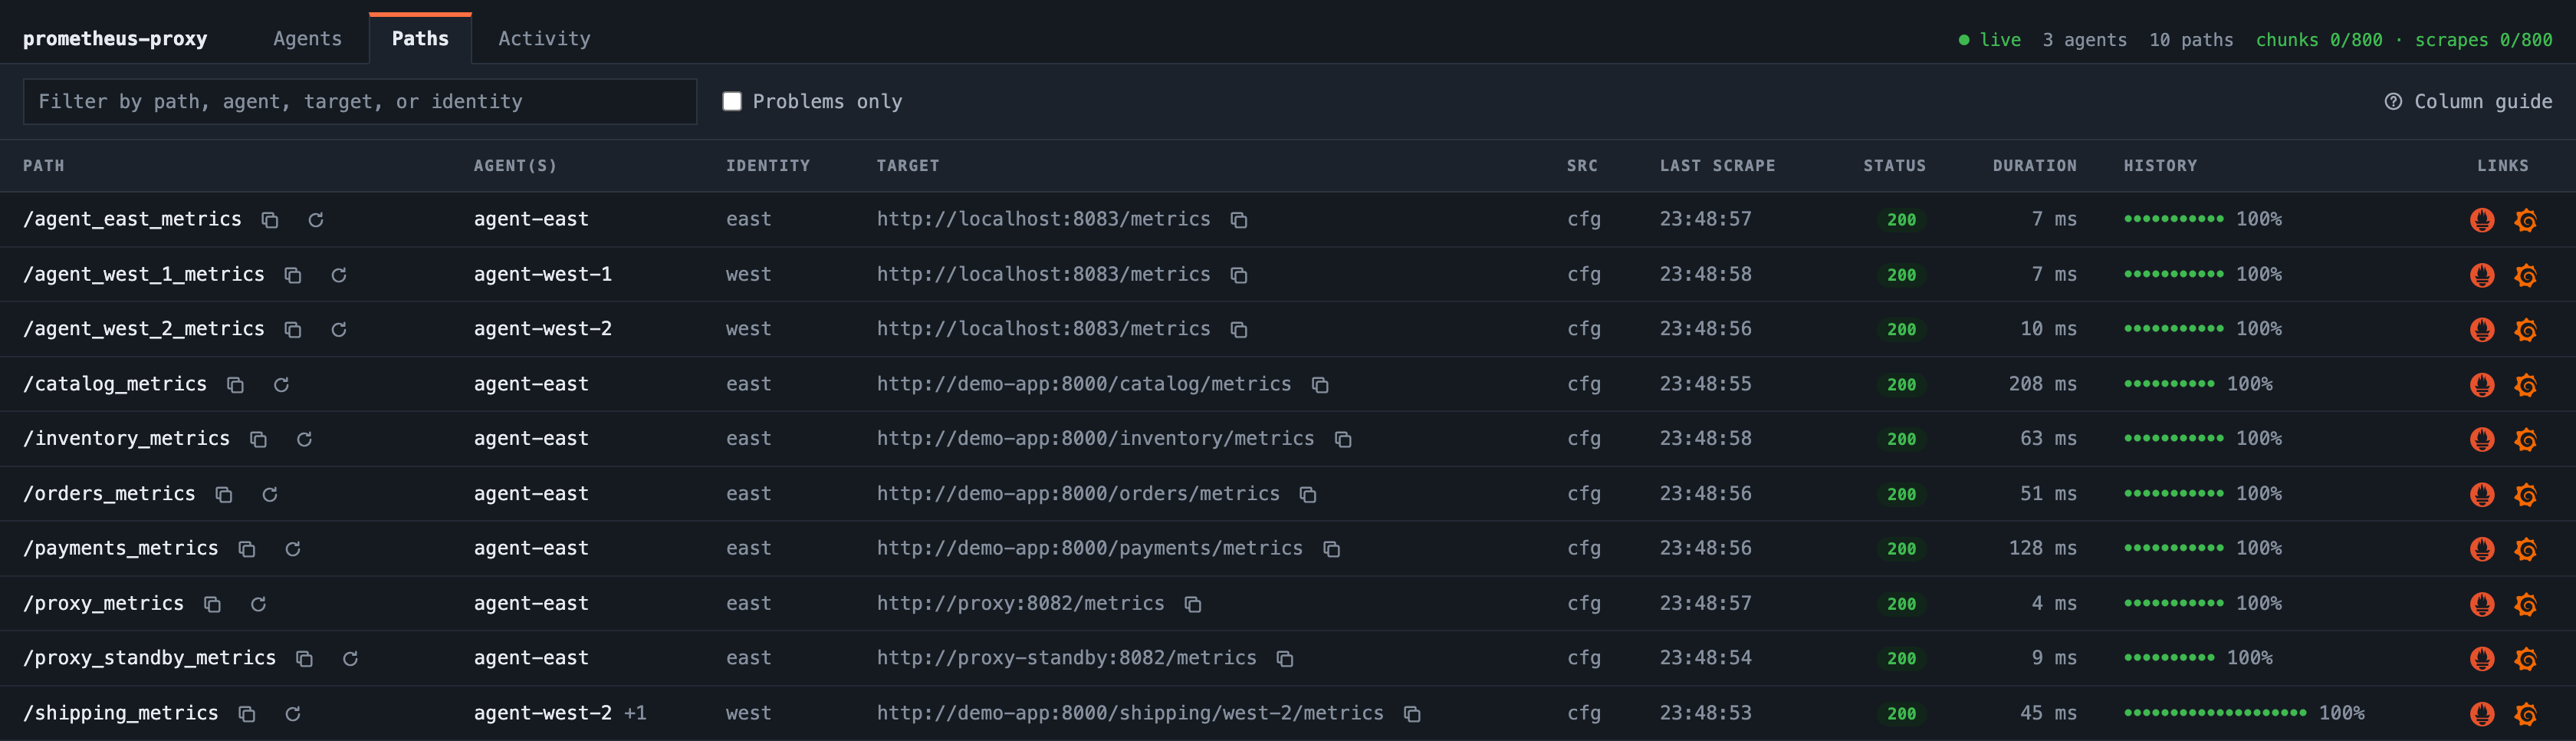 prometheus-proxy Agents Paths Activity live 3 agents 10 paths chunks 0/800 · scrapes 0/800
Filter by path, agent, target, or identity Problems only Column guide
PATH AGENT(S) IDENTITY TARGET SRC LAST SCRAPE STATUS DURATION HISTORY LINKS
/agent_east_metrics agent-east east http://localhost:8083/metrics cfg 23:48:57 200 7 ms 100%
/agent_west_1_metrics agent-west-1 west http://localhost:8083/metrics cfg 23:48:58 200 7 ms 100%
/agent_west_2_metrics agent-west-2 west http://localhost:8083/metrics cfg 23:48:56 200 10 ms 100%
/catalog_metrics agent-east east http://demo-app:8000/catalog/metrics cfg 23:48:55 200 208 ms 100%
/inventory_metrics agent-east east http://demo-app:8000/inventory/metrics cfg 23:48:58 200 63 ms 100%
/orders_metrics agent-east east http://demo-app:8000/orders/metrics cfg 23:48:56 200 51 ms 100%
/payments_metrics agent-east east http://demo-app:8000/payments/metrics cfg 23:48:56 200 128 ms 100%
/proxy_metrics agent-east east http://proxy:8082/metrics cfg 23:48:57 200 4 ms 100%
/proxy_standby_metrics agent-east east http://proxy-standby:8082/metrics cfg 23:48:54 200 9 ms 100%
/shipping_metrics agent-west-2 +1 west http://demo-app:8000/shipping/west-2/metrics cfg 23:48:53 200 45 ms 100%